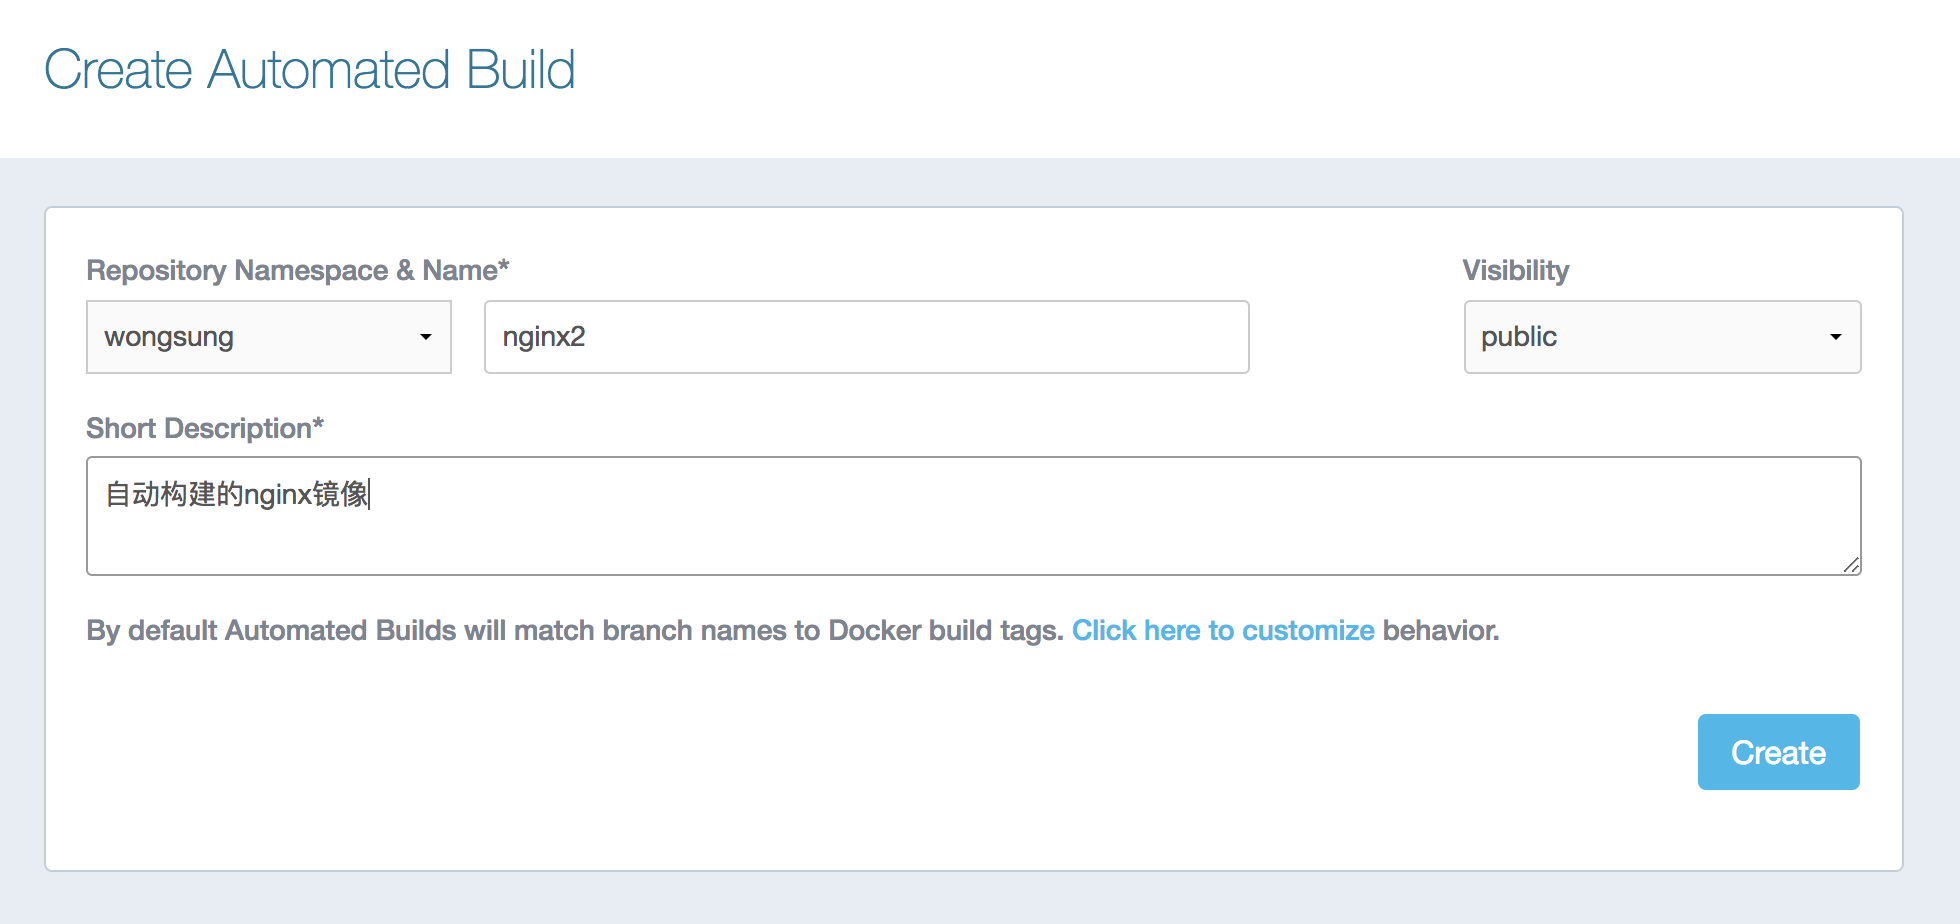 Create Automated Build
Repository Namespace & Name*
Visibility
wongsung
nginx2
public
Short Description*
自动构建的nginx镜像
By default Automated Builds will match branch names to Docker build tags. Click here to customize behavior.
Create